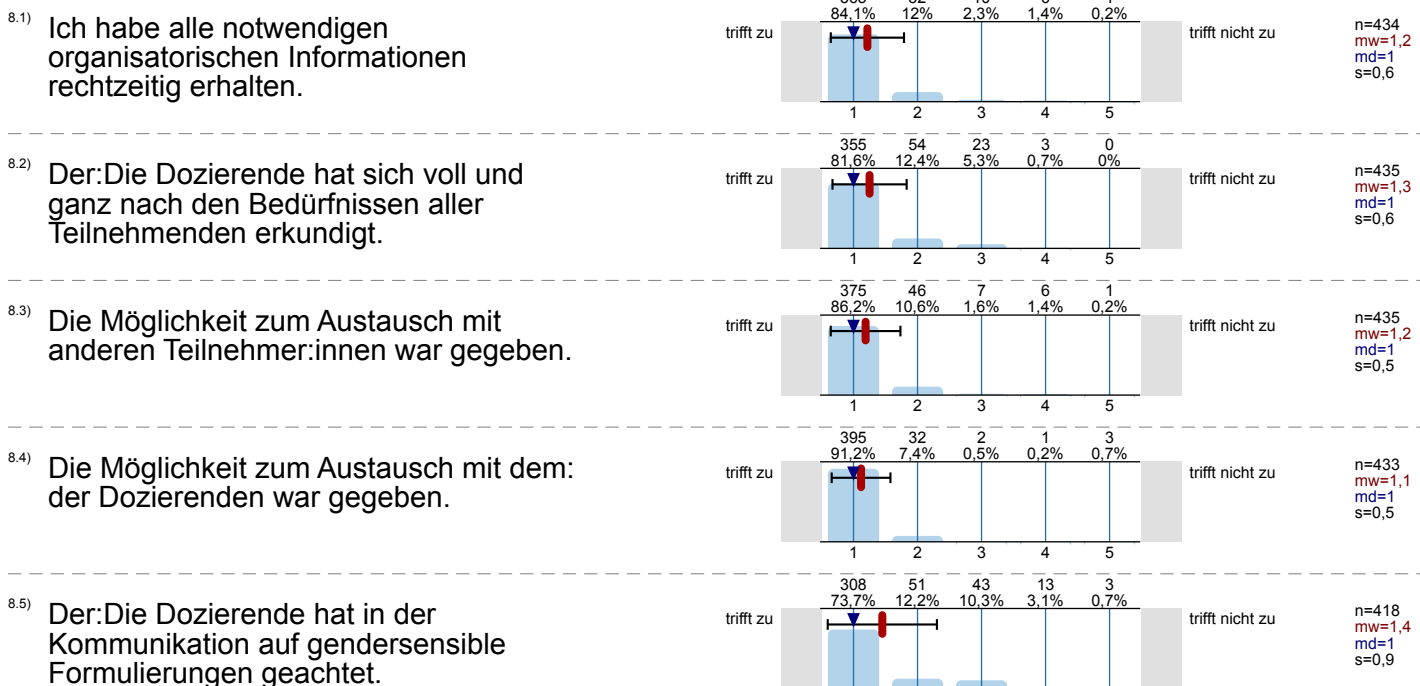 8.1) Ich habe alle notwendigen
organisatorischen Informationen
rechtzeitig erhalten.
84,1% 12% 2,3% 1,4% 0,2%
trifft zu trifft nicht zu
n=434
mw=1,2
md=1
s=0,6
1 2 3 4 5
8.2) Der:Die Dozierende hat sich voll und
ganz nach den Bedürfnissen aller
Teilnehmenden erkundigt.
355 54 23 3 0
81,6% 12,4% 5,3% 0,7% 0%
trifft zu trifft nicht zu
n=435
mw=1,3
md=1
s=0,6
1 2 3 4 5
8.3) Die Möglichkeit zum Austausch mit
anderen Teilnehmer:innen war gegeben.
375 46 7 6 1
86,2% 10,6% 1,6% 1,4% 0,2%
trifft zu trifft nicht zu
n=435
mw=1,2
md=1
s=0,5
1 2 3 4 5
8.4) Die Möglichkeit zum Austausch mit dem:
der Dozierenden war gegeben.
395 32 2 1 3
91,2% 7,4% 0,5% 0,2% 0,7%
trifft zu trifft nicht zu
n=433
mw=1,1
md=1
s=0,5
1 2 3 4 5
8.5) Der:Die Dozierende hat in der
Kommunikation auf gendersensible
Formulierungen geachtet.
308 51 43 13 3
73,7% 12,2% 10,3% 3,1% 0,7%
trifft zu trifft nicht zu
n=418
mw=1,4
md=1
s=0,9